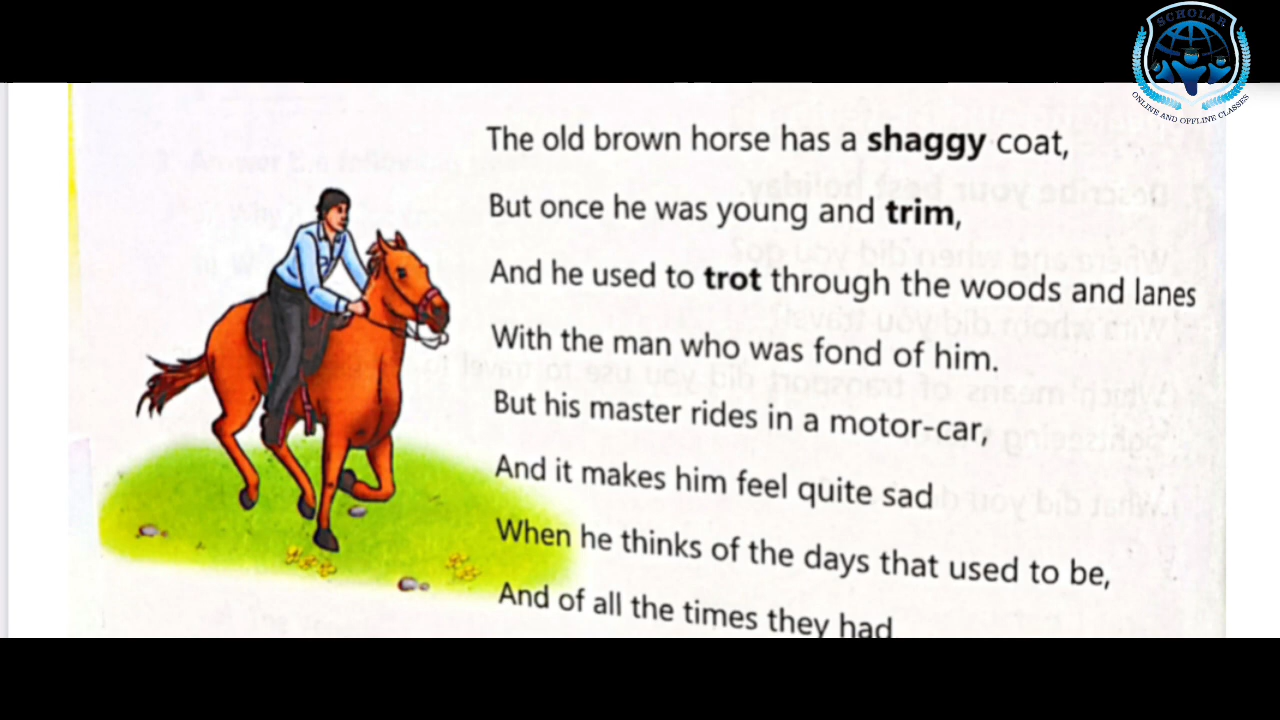 SCHOLAR
ONLINE AND OFFLINE CLASSES
The old brown horse has a shaggy coat,
But once he was young and trim,
And he used to trot through the woods and lanes
With the man who was fond of him.
But his master rides in a motor-car,
And it makes him feel quite sad
When he thinks of the days that used to be,
And of all the times they had